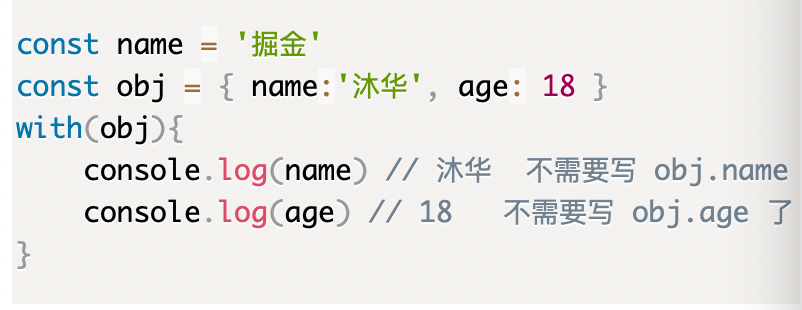 const name = '掘金'
const obj = { name:'沐华', age: 18 }
with(obj){
    console.log(name) // 沐华  不需要写 obj.name
    console.log(age) // 18   不需要写 obj.age 了
}